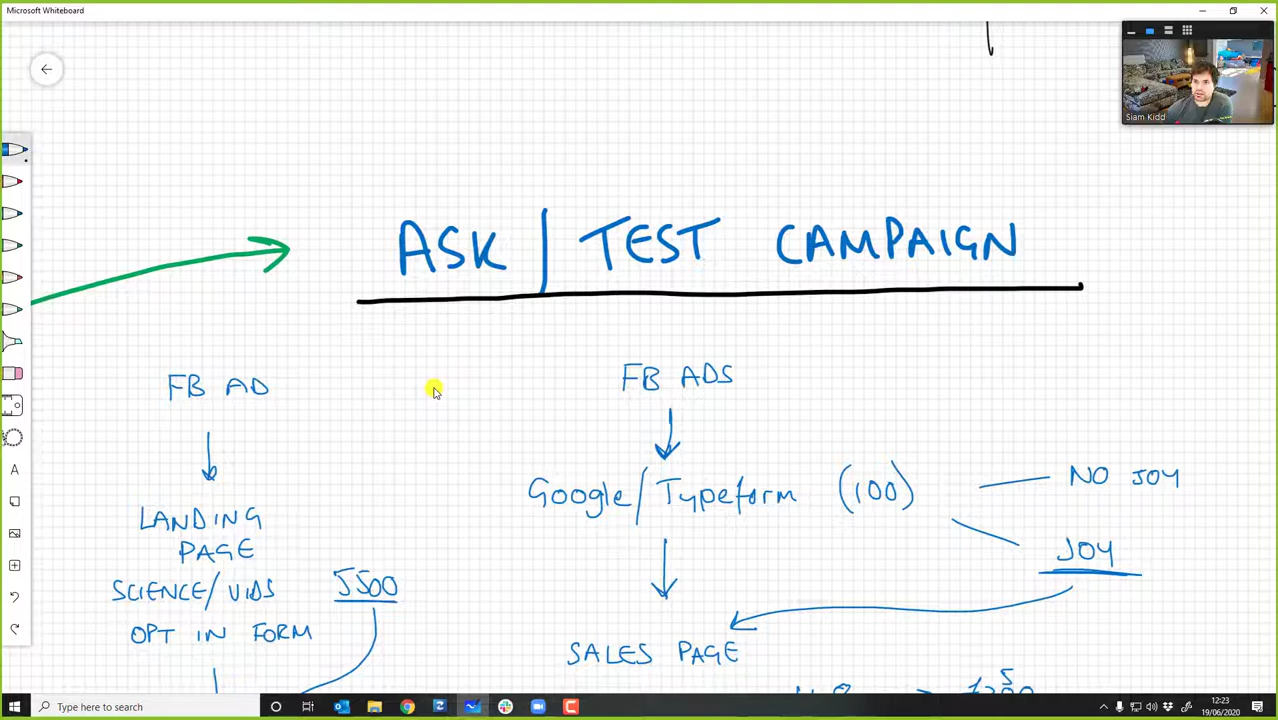 Microsoft Whiteboard
Siam Kidd
ASK | TEST CAMPAIGN
FB AD
LANDING
PAGE
SCIENCE/VIDS
OPT IN FORM
5500
FB ADS
Google/Typeform (100)
NO JOY
JOY
SALES PAGE
A
Type here to search
12:23
19/06/2020